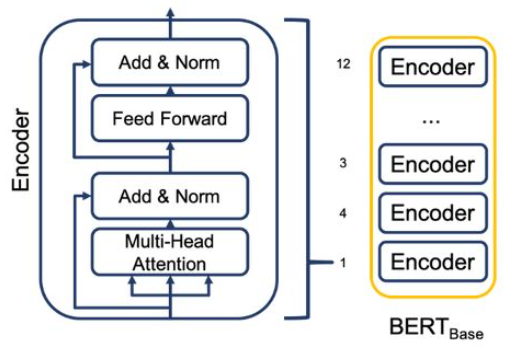 Encoder
Add & Norm
Feed Forward
Add & Norm
Multi-Head
Attention
12 Encoder
...
3 Encoder
4 Encoder
1 Encoder
BERTBase